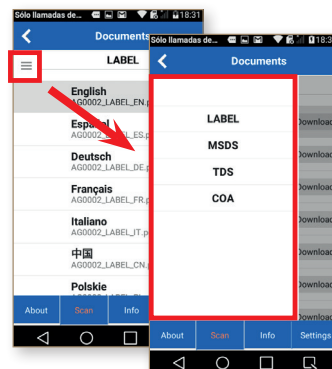 Sólo llamadas de... 18:31
Documents
LABEL
English
AG0002_LABEL_EN.p
Español
AG0002_LABEL_ES.p
Deutsch
AG0002_LABEL_DE.p
Français
AG0002_LABEL_FR.p
Italiano
AG0002_LABEL_IT.p
中国
AG0002_LABEL_CN.p
Polskie
About Scan Info
Sólo llamadas de... 18:3
Documents
LABEL
MSDS
TDS
COA
Download
Download
Download
Download
Download
Download
Download
About Scan Info Settings